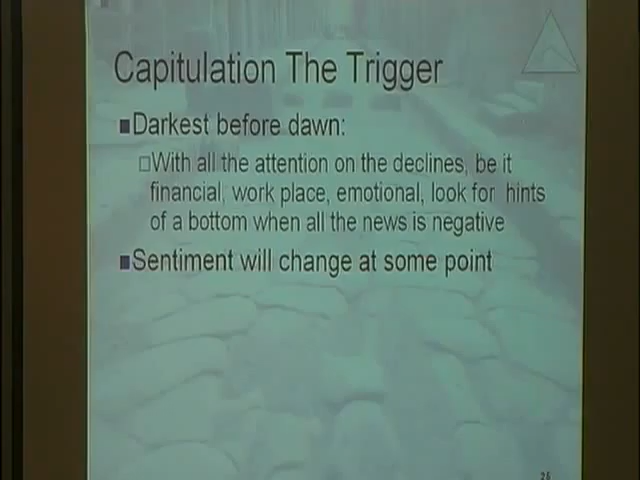 Capitulation The Trigger
Darkest before dawn:
With all the attention on the declines, be it
financial, work place, emotional, look for hints
of a bottom when all the news is negative
Sentiment will change at some point
25